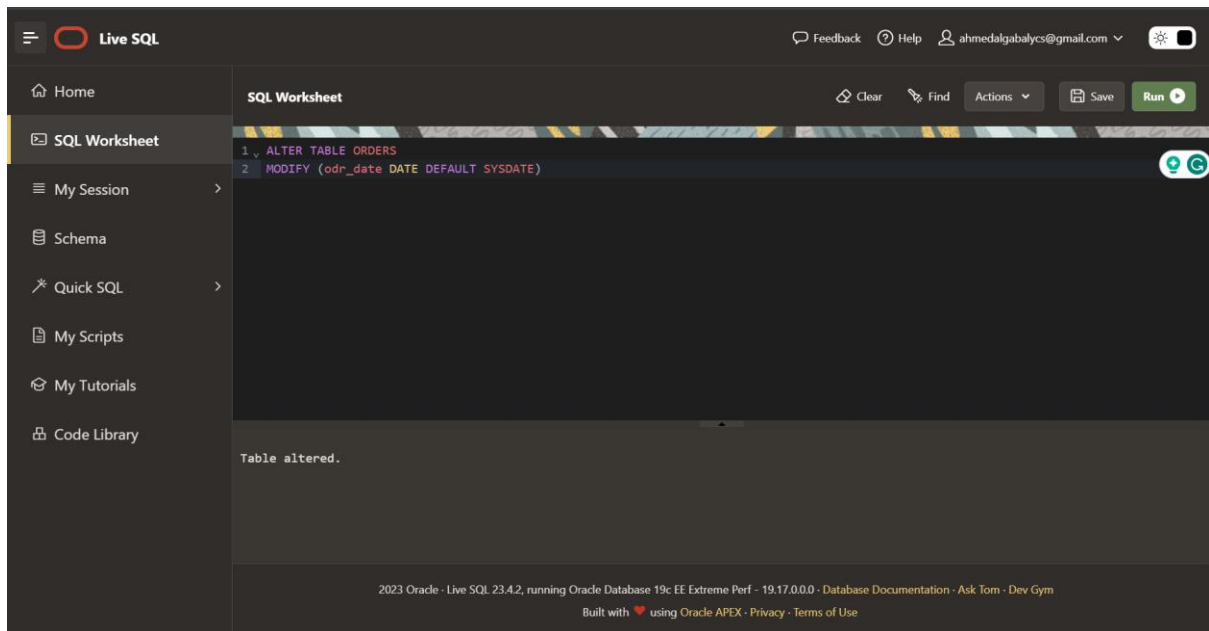 Live SQL
Feedback Help ahmedalgabalycs@gmail.com
Home
SQL Worksheet
My Session
Schema
Quick SQL
My Scripts
My Tutorials
Code Library
SQL Worksheet
Clear Find Actions Save Run
1 ALTER TABLE ORDERS
2 MODIFY (odr_date DATE DEFAULT SYSDATE)
Table altered.
2023 Oracle · Live SQL 23.4.2, running Oracle Database 19c EE Extreme Perf - 19.17.0.0.0 · Database Documentation · Ask Tom · Dev Gym
Built with ❤ using Oracle APEX · Privacy · Terms of Use